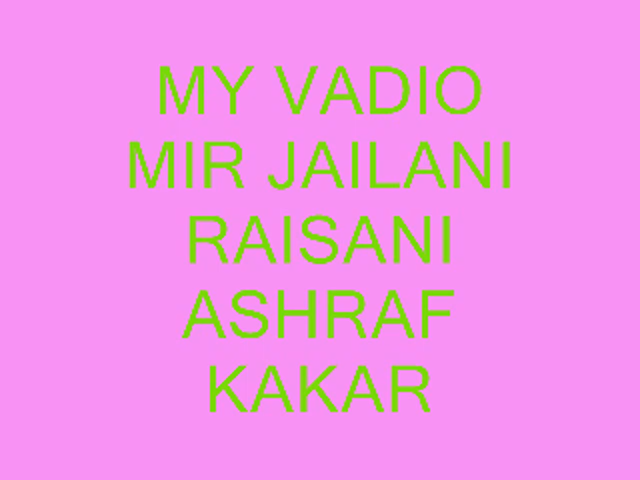 MY VADIO
MIR JAILANI
RAISANI
ASHRAF
KAKAR